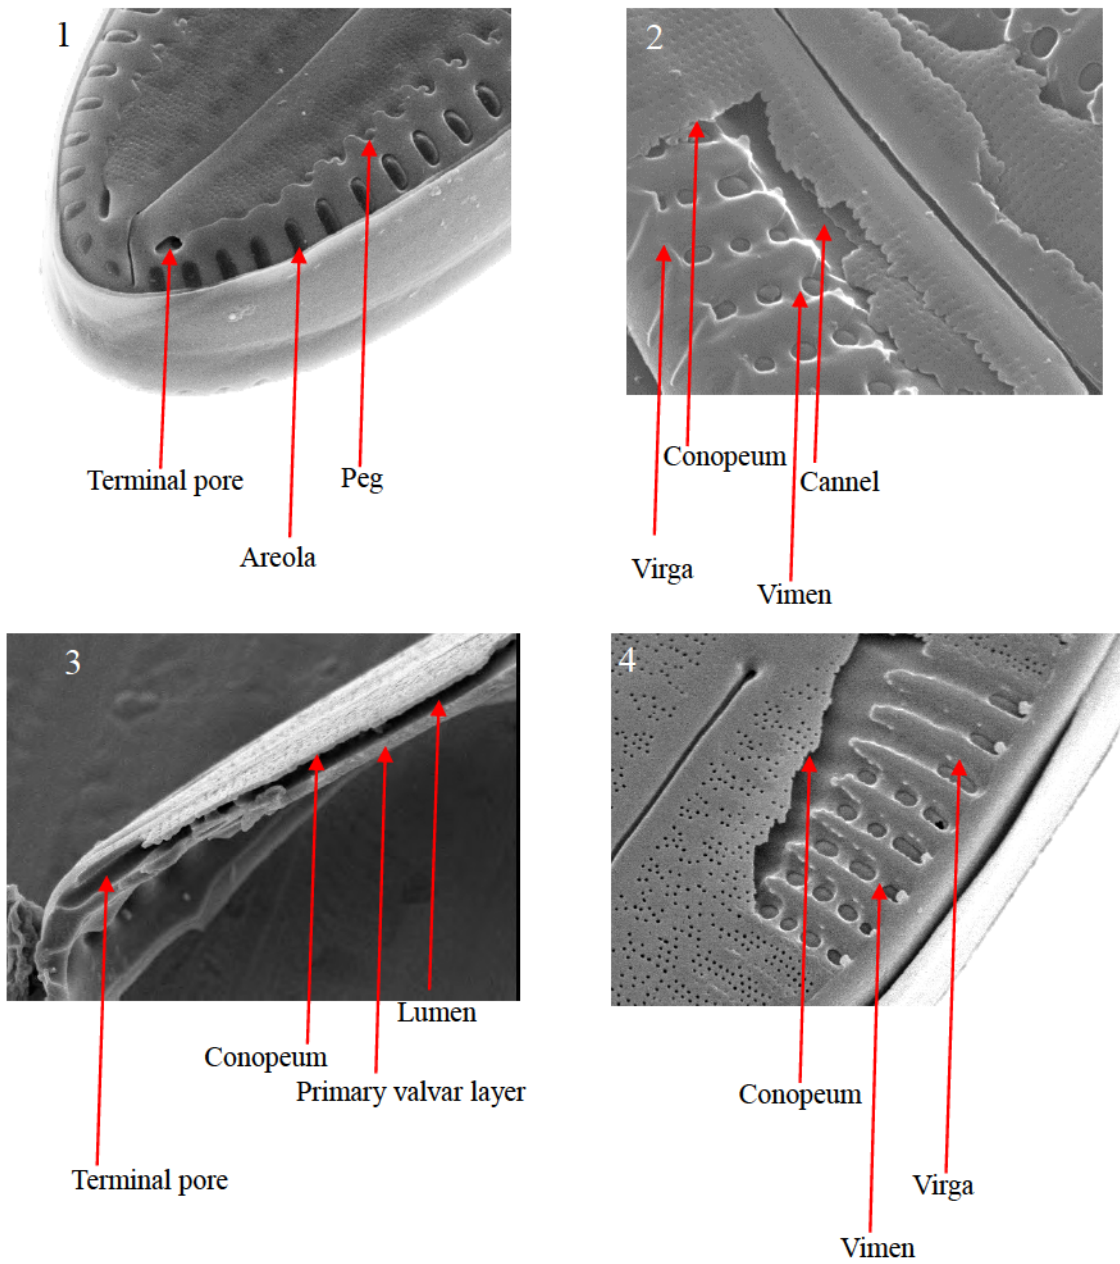 1
Terminal pore
Peg
Areola
2
Conopeum
Cannel
Virga
Vimen
3
Lumen
Conopeum
Primary valvar layer
Terminal pore
4
Conopeum
Virga
Vimen